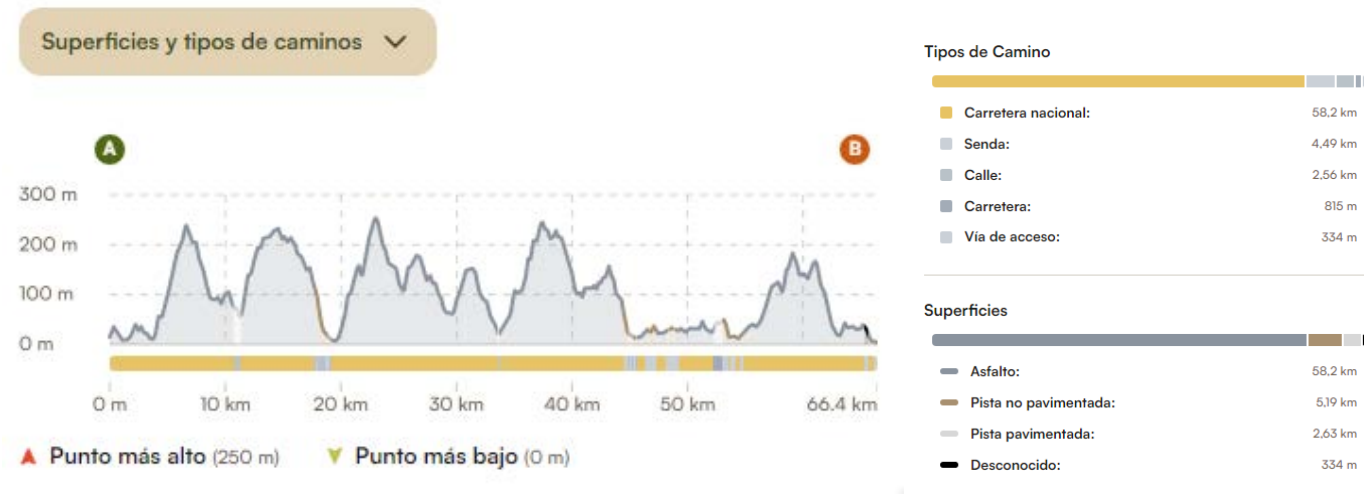 Superficies y tipos de caminos
A
B
300 m
200 m
100 m
0 m
0 m 10 km 20 km 30 km 40 km 50 km 66.4 km
Punto más alto (250 m) Punto más bajo (0 m)
Tipos de Camino
Carretera nacional: 58,2 km
Senda: 4,49 km
Calle: 2,56 km
Carretera: 815 m
Vía de acceso: 334 m
Superficies
Asfalto: 58,2 km
Pista no pavimentada: 5,19 km
Pista pavimentada: 2,63 km
Desconocido: 334 m